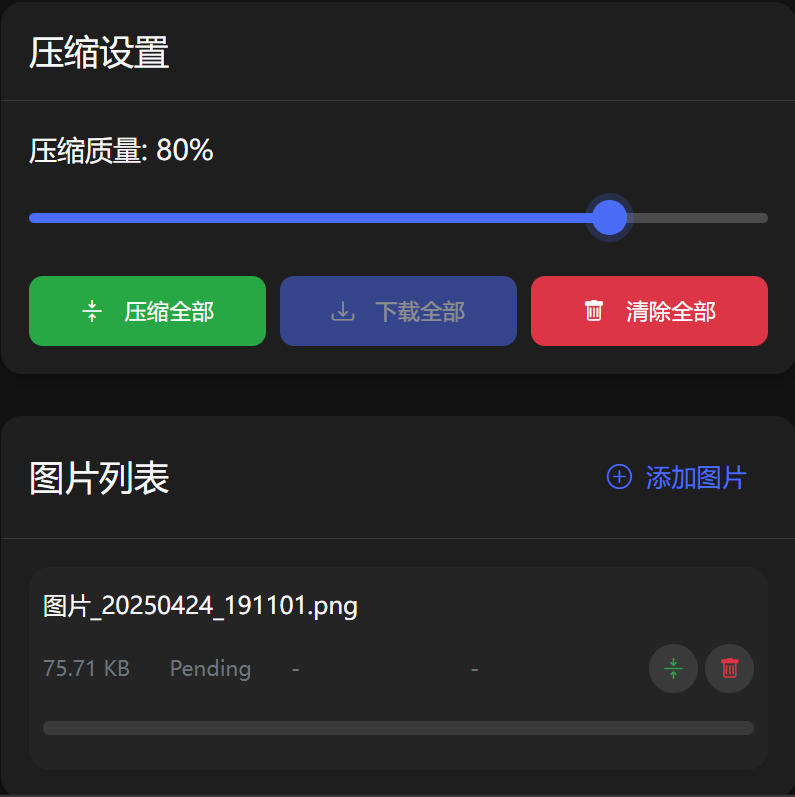 压缩设置
压缩质量: 80%
压缩全部 下载全部 清除全部
图片列表 添加图片
图片_20250424_191101.png
75.71 KB Pending - -